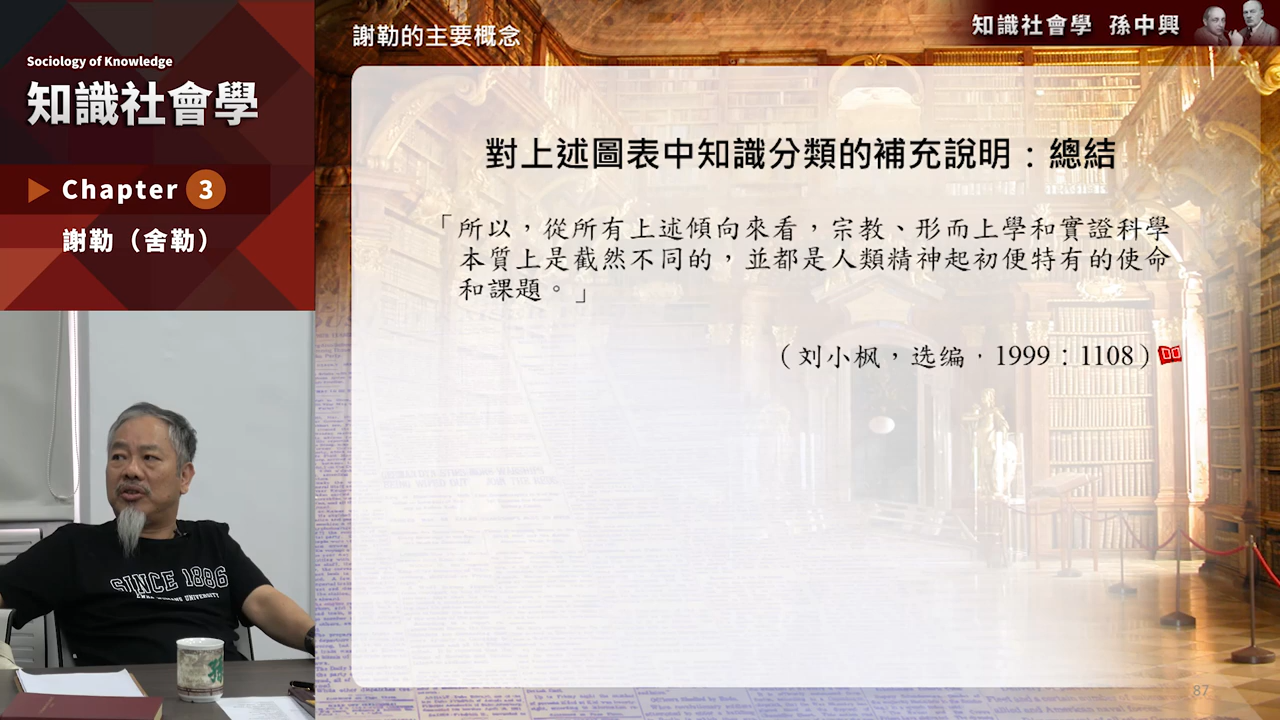 Sociology of Knowledge
知識社會學
Chapter 3
謝勒（舍勒）
謝勒的主要概念
知識社會學 孫中興
對上述圖表中知識分類的補充說明：總結
「所以，從所有上述傾向來看，宗教、形而上學和實證科學
本質上是截然不同的，並都是人類精神起初便特有的使命
和課題。」
（刘小枫，选编，1999：1108）
SINCE 1886
87